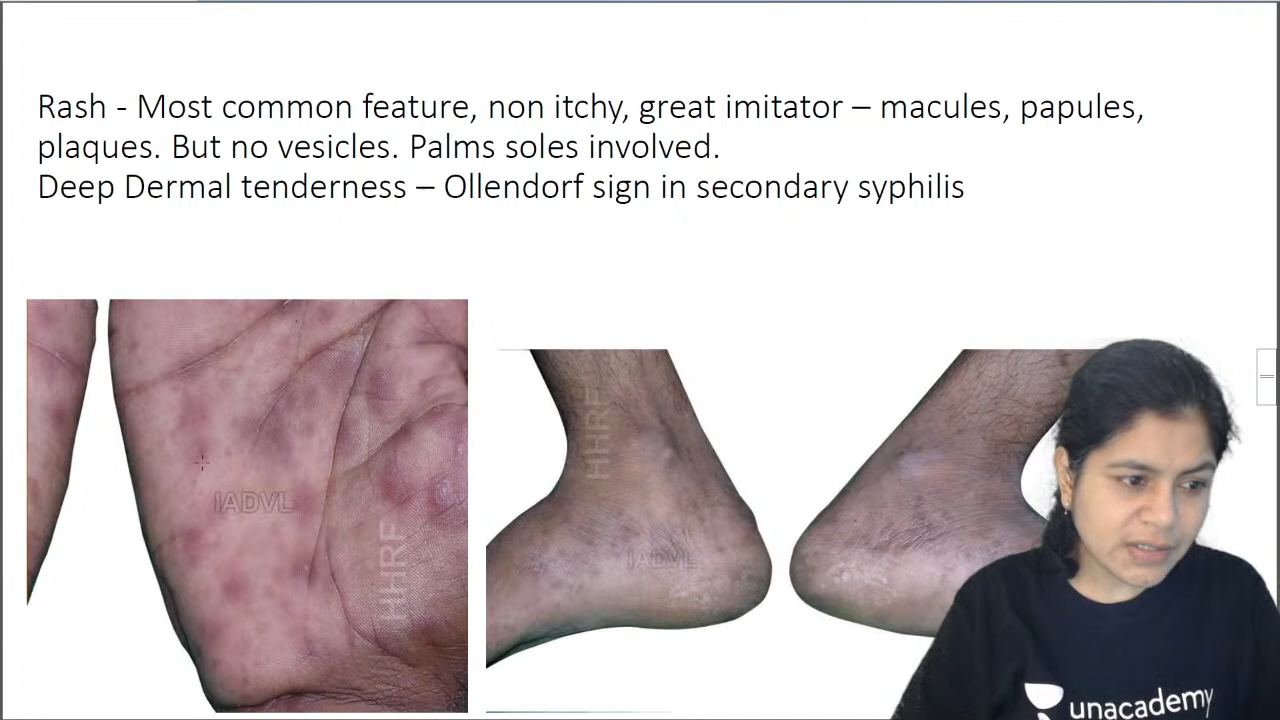 Rash - Most common feature, non itchy, great imitator – macules, papules,
plaques. But no vesicles. Palms soles involved.
Deep Dermal tenderness – Ollendorf sign in secondary syphilis
HHRF
IADVL
HHRF
IADVL
unacademy